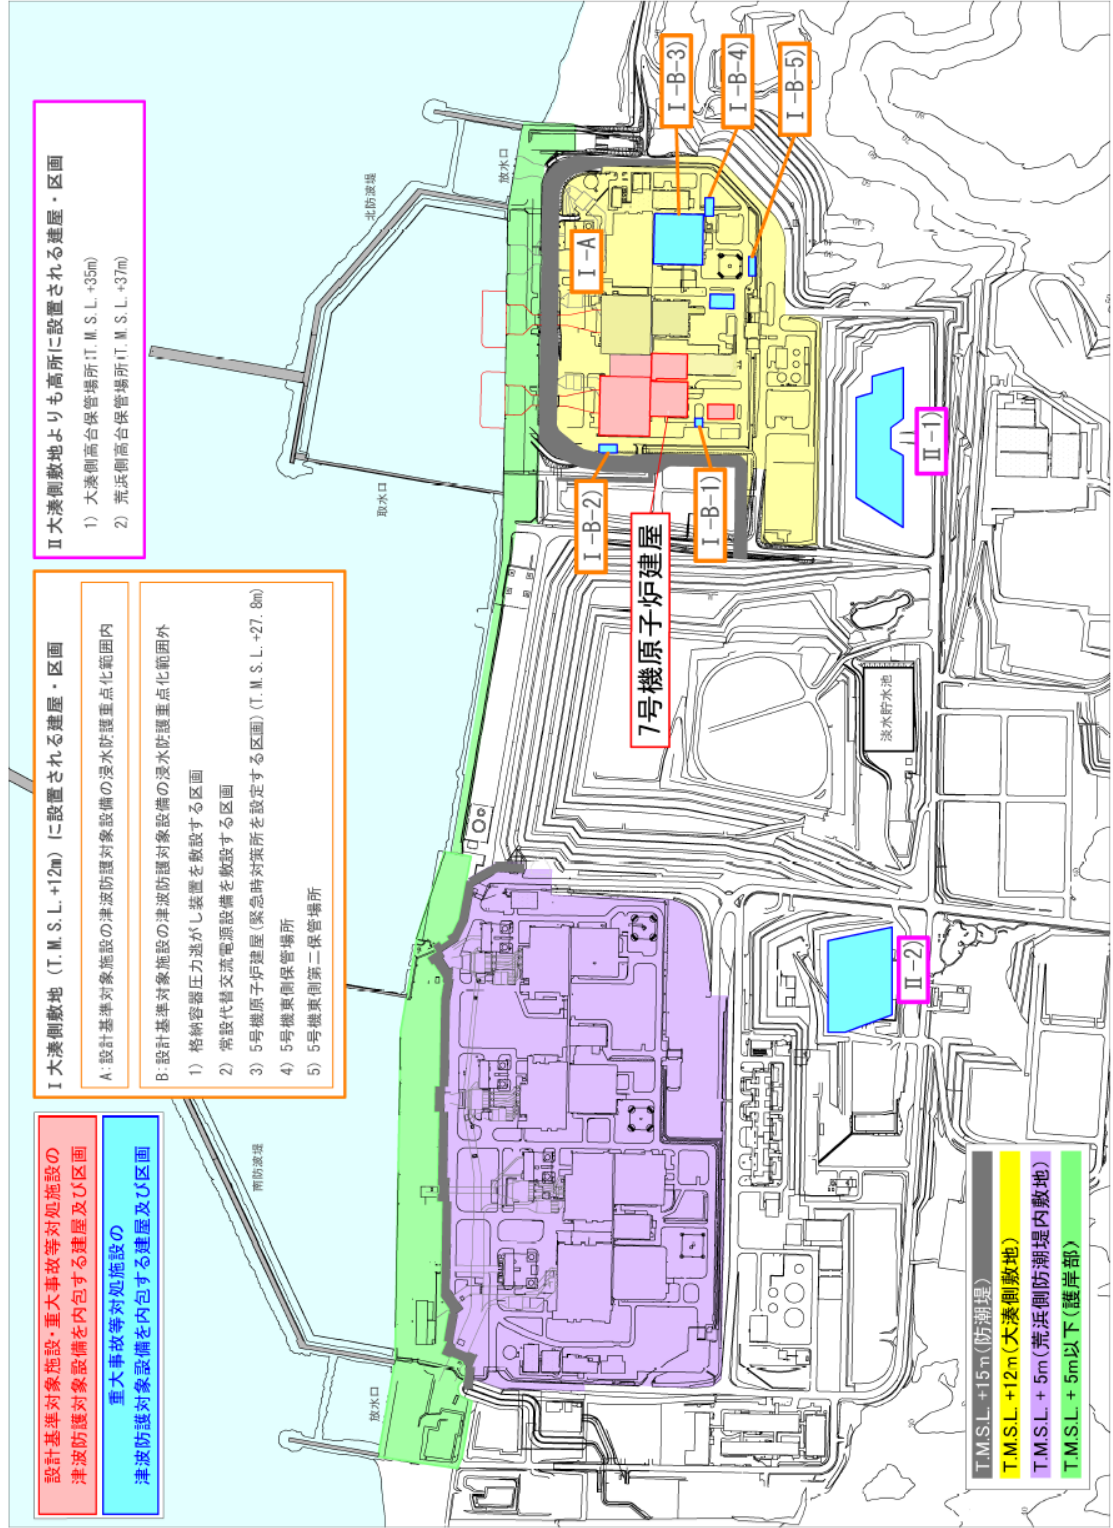 設計基準対象施設・重大事故等対処施設の
津波防護対象設備を内包する建屋及び区画
重大事故等対処施設の
津波防護対象設備を内包する建屋及び区画
Ⅰ 大湊側敷地（T.M.S.L.+12m）に設置される建屋・区画
A:設計基準対象施設の津波防護対象設備の浸水防護重点化範囲内
B:設計基準対象施設の津波防護対象設備の浸水防護重点化範囲外
1) 格納容器圧力逃がし装置を敷設する区画
2) 常設代替交流電源設備を敷設する区画
3) 5号機原子炉建屋(緊急時対策所を設定する区画)(T.M.S.L.+27.8m)
4) 5号機東側保管場所
5) 5号機東側第二保管場所
Ⅱ 大湊側敷地よりも高所に設置される建屋・区画
1) 大湊側高台保管場所(T.M.S.L.+35m)
2) 荒浜側高台保管場所(T.M.S.L.+37m)
南防波堤
放水口
取水口
北防波堤
放水口
Ⅰ-A
Ⅰ-B-3)
Ⅰ-B-4)
Ⅰ-B-5)
Ⅰ-B-2)
Ⅰ-B-1)
7号機原子炉建屋
Ⅱ-1)
Ⅱ-2)
淡水貯水池
T.M.S.L. +15m(防潮堤)
T.M.S.L. +12m(大湊側敷地)
T.M.S.L. + 5m(荒浜側防潮堤内敷地)
T.M.S.L. + 5m以下(護岸部)